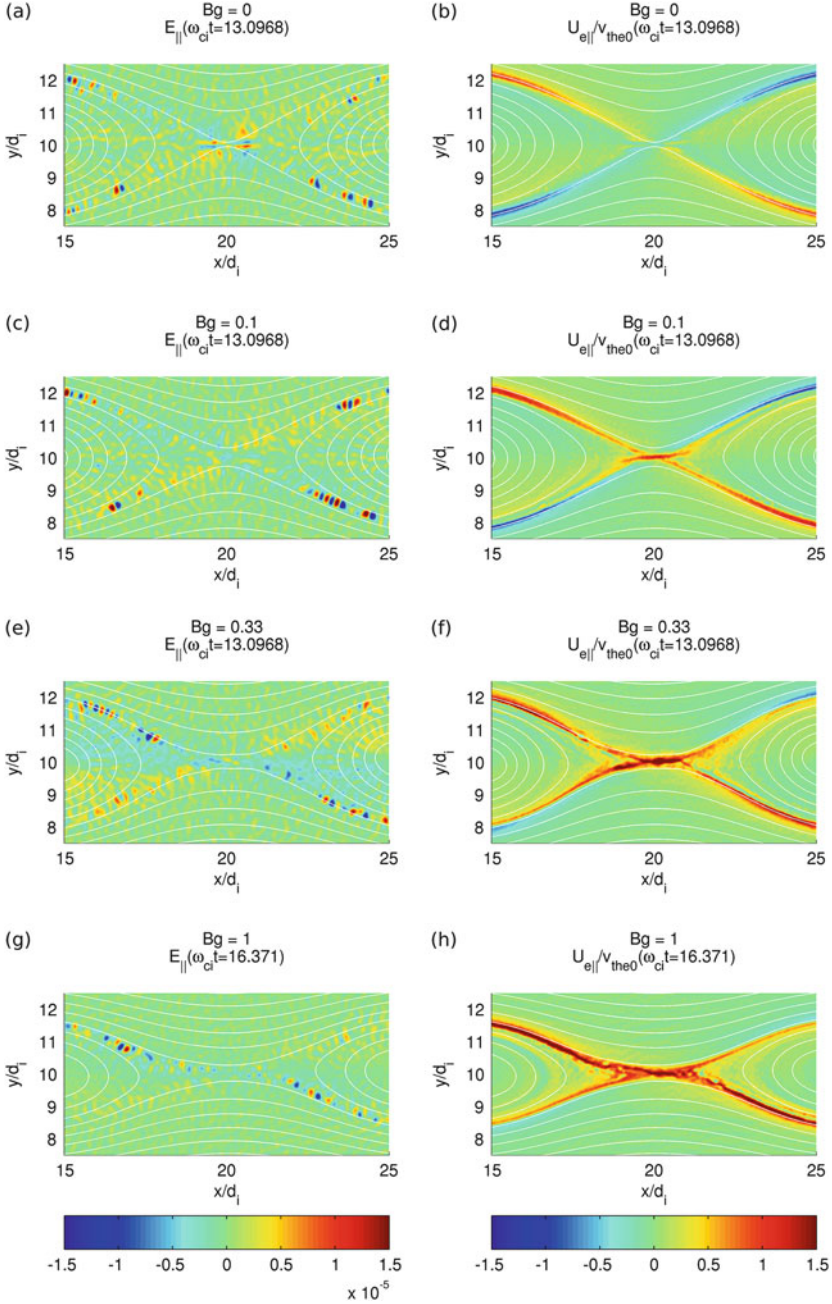 (a)
Bg = 0
E||(ωcit=13.0968)
12
11
10
9
8
y/di
15 20 25
x/di
(b)
Bg = 0
Ue||/vthe0(ωcit=13.0968)
12
11
10
9
8
y/di
15 20 25
x/di
(c)
Bg = 0.1
E||(ωcit=13.0968)
12
11
10
9
8
y/di
15 20 25
x/di
(d)
Bg = 0.1
Ue||/vthe0(ωcit=13.0968)
12
11
10
9
8
y/di
15 20 25
x/di
(e)
Bg = 0.33
E||(ωcit=13.0968)
12
11
10
9
8
y/di
15 20 25
x/di
(f)
Bg = 0.33
Ue||/vthe0(ωcit=13.0968)
12
11
10
9
8
y/di
15 20 25
x/di
(g)
Bg = 1
E||(ωcit=16.371)
12
11
10
9
8
y/di
15 20 25
x/di
(h)
Bg = 1
Ue||/vthe0(ωcit=16.371)
12
11
10
9
8
y/di
15 20 25
x/di
-1.5 -1 -0.5 0 0.5 1 1.5
x 10-5
-1.5 -1 -0.5 0 0.5 1 1.5